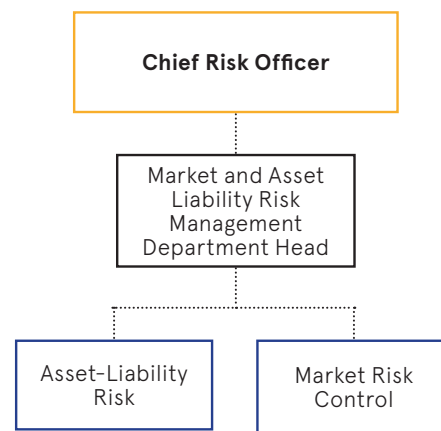 Chief Risk Officer
Market and Asset
Liability Risk
Management
Department Head
Asset-Liability
Risk
Market Risk
Control